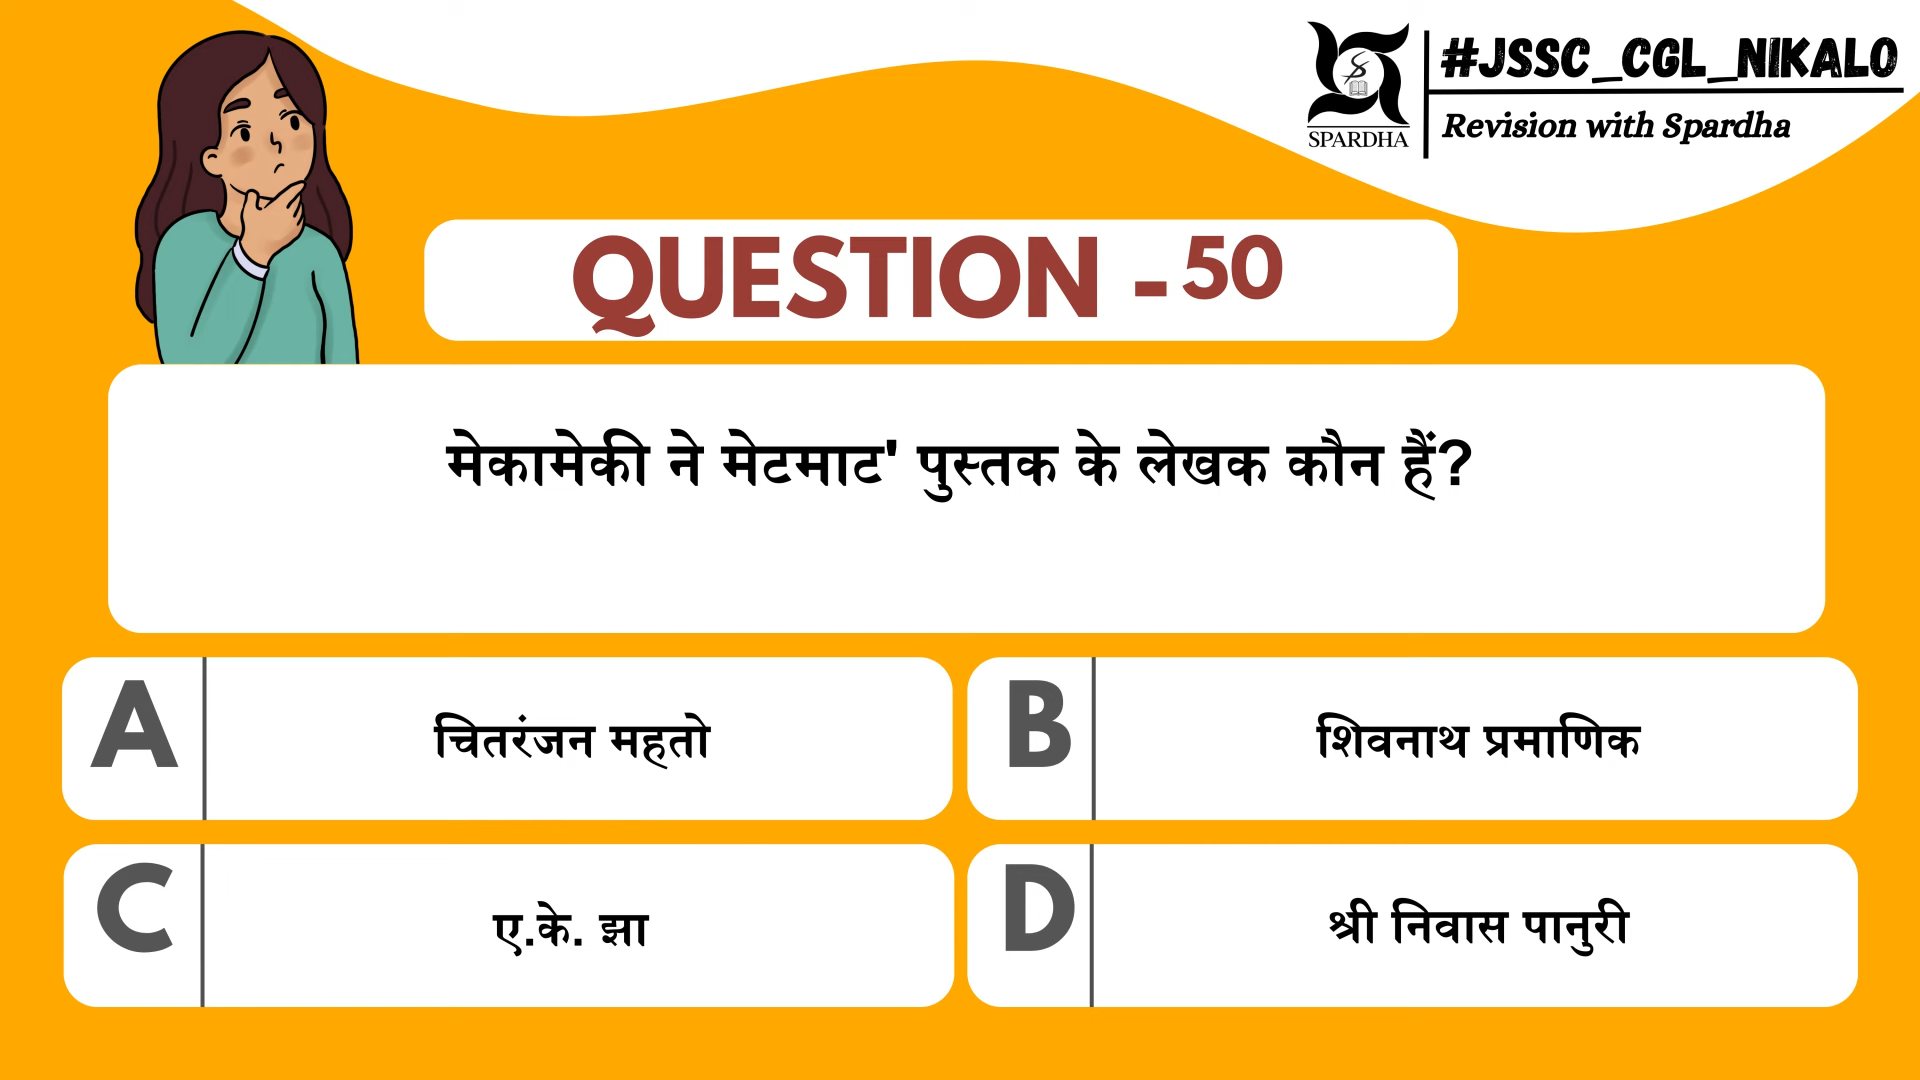 #JSSC_CGL_NIKALO
SPARDHA
Revision with Spardha
QUESTION -50
मेकामेकी ने मेटमाट' पुस्तक के लेखक कौन हैं?
A
चितरंजन महतो
B
शिवनाथ प्रमाणिक
C
ए.के. झा
D
श्री निवास पानुरी